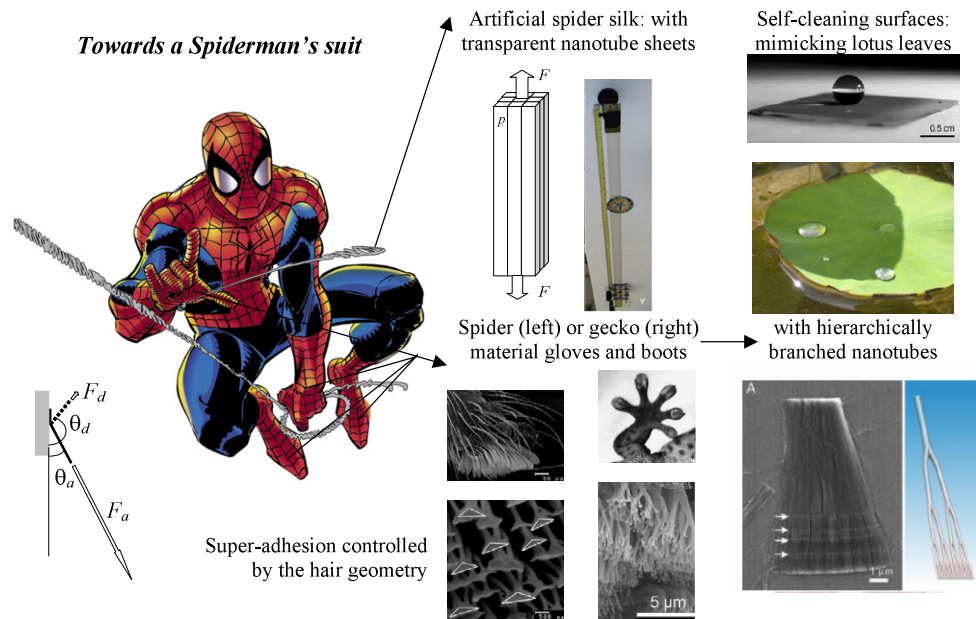 Towards a Spiderman's suit
Artificial spider silk: with
transparent nanotube sheets
F
p
F
v
Self-cleaning surfaces:
mimicking lotus leaves
0.5 cm
Spider (left) or gecko (right)
material gloves and boots
with hierarchically
branched nanotubes
F_d
θ_d
θ_a
F_a
Super-adhesion controlled
by the hair geometry
5 μm
A
1 μm